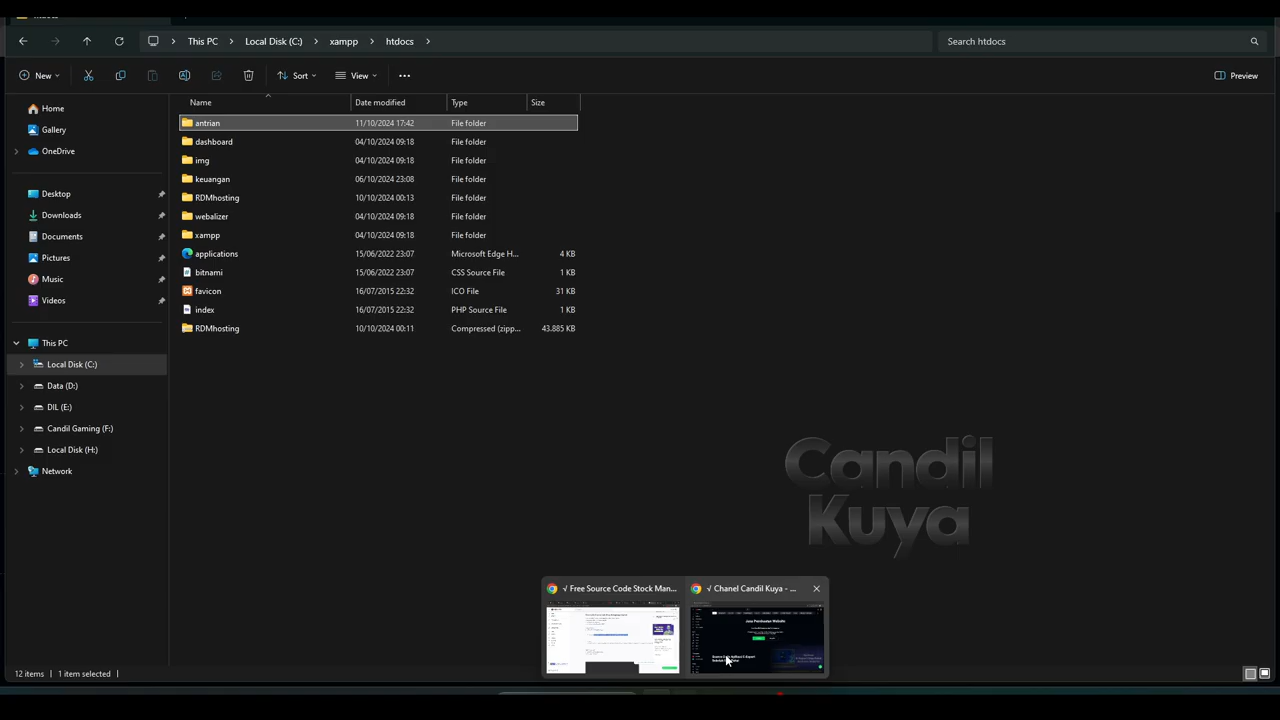 This PC
Local Disk (C:)
xampp
htdocs
Search htdocs
New
Sort
View
Preview
Name
Date modified
Type
Size
Home
Gallery
OneDrive
Desktop
Downloads
Documents
Pictures
Music
Videos
This PC
Local Disk (C:)
Data (D:)
DIL (E:)
Candil Gaming (F:)
Local Disk (H:)
Network
antrian 11/10/2024 17:42 File folder
dashboard 04/10/2024 09:18 File folder
img 04/10/2024 09:18 File folder
keuangan 06/10/2024 23:08 File folder
RDMhosting 10/10/2024 00:13 File folder
webalizer 04/10/2024 09:18 File folder
xampp 04/10/2024 09:18 File folder
applications 15/06/2022 23:07 Microsoft Edge H... 4 KB
bitnami 15/06/2022 23:07 CSS Source File 1 KB
favicon 16/07/2015 22:32 ICO File 31 KB
index 16/07/2015 22:32 PHP Source File 1 KB
RDMhosting 10/10/2024 00:11 Compressed (zipp... 43.885 KB
Candil
Kuya
√ Free Source Code Stock Man...
√ Chanel Candil Kuya - ...
Jasa Pembuatan Website
12 items
1 item selected